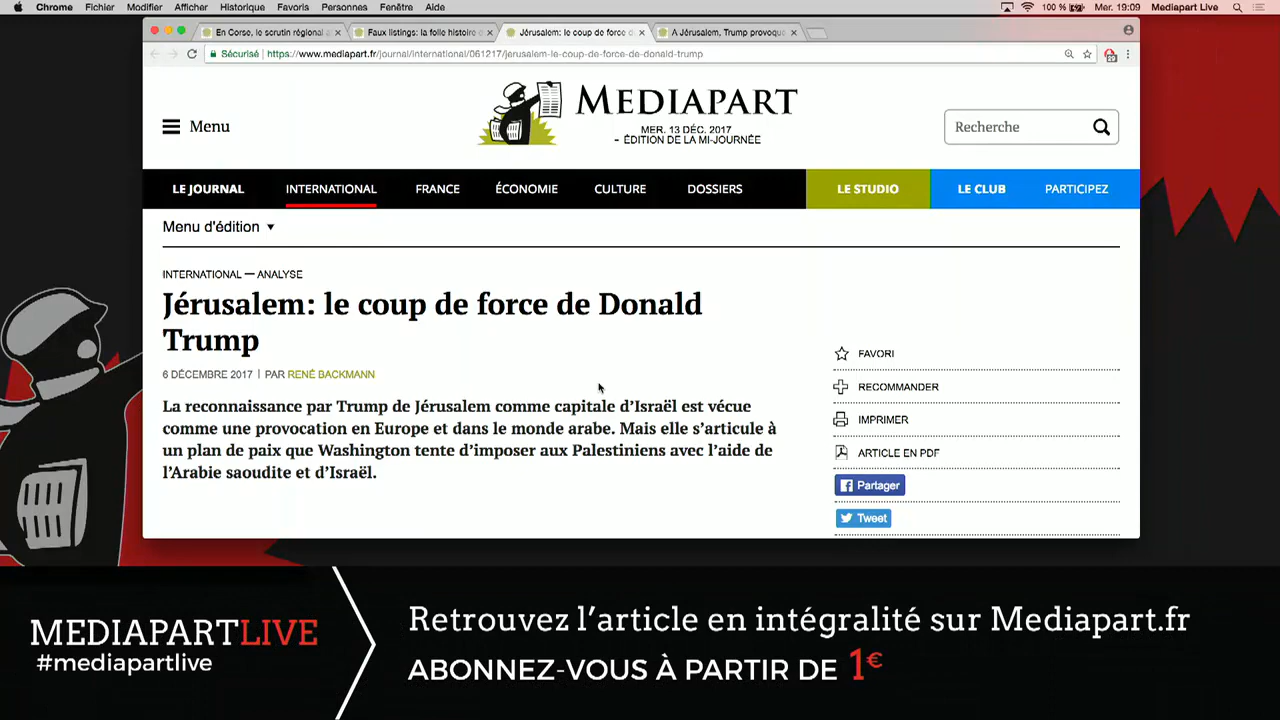 Chrome Fichier Modifier Afficher Historique Favoris Personnes Fenêtre Aide 100 % Mer. 19:09 Mediapart Live
En Corse, le scrutin régional a Faux listings: la folle histoire d Jérusalem: le coup de force d A Jérusalem, Trump provoque
Sécurisé https://www.mediapart.fr/journal/international/061217/jerusalem-le-coup-de-force-de-donald-trump
Menu
MEDIAPART
MER. 13 DÉC. 2017
– ÉDITION DE LA MI-JOURNÉE
Recherche
LE JOURNAL INTERNATIONAL FRANCE ÉCONOMIE CULTURE DOSSIERS LE STUDIO LE CLUB PARTICIPEZ
Menu d'édition
INTERNATIONAL — ANALYSE
Jérusalem: le coup de force de Donald
Trump
6 DÉCEMBRE 2017 | PAR RENÉ BACKMANN
La reconnaissance par Trump de Jérusalem comme capitale d’Israël est vécue
comme une provocation en Europe et dans le monde arabe. Mais elle s’articule à
un plan de paix que Washington tente d’imposer aux Palestiniens avec l’aide de
l’Arabie saoudite et d’Israël.
FAVORI
RECOMMANDER
IMPRIMER
ARTICLE EN PDF
Partager
Tweet
MEDIAPARTLIVE
#mediapartlive
Retrouvez l’article en intégralité sur Mediapart.fr
ABONNEZ-VOUS À PARTIR DE 1€